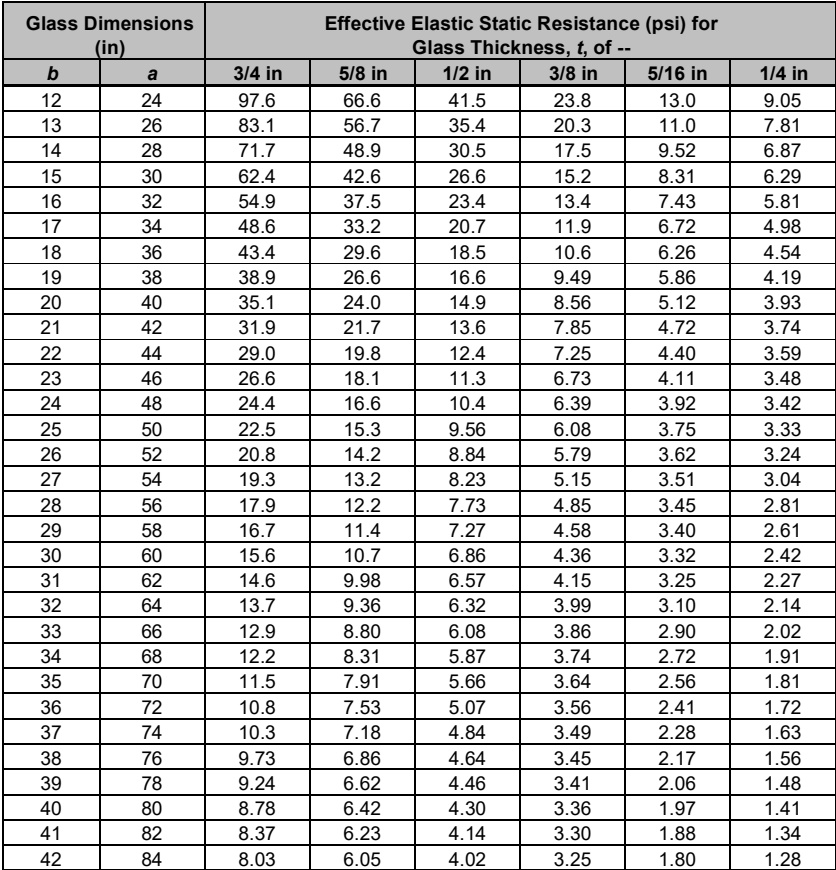 Glass Dimensions (in) Effective Elastic Static Resistance (psi) for Glass Thickness, t, of --
b a 3/4 in 5/8 in 1/2 in 3/8 in 5/16 in 1/4 in
12 24 97.6 66.6 41.5 23.8 13.0 9.05
13 26 83.1 56.7 35.4 20.3 11.0 7.81
14 28 71.7 48.9 30.5 17.5 9.52 6.87
15 30 62.4 42.6 26.6 15.2 8.31 6.29
16 32 54.9 37.5 23.4 13.4 7.43 5.81
17 34 48.6 33.2 20.7 11.9 6.72 4.98
18 36 43.4 29.6 18.5 10.6 6.26 4.54
19 38 38.9 26.6 16.6 9.49 5.86 4.19
20 40 35.1 24.0 14.9 8.56 5.12 3.93
21 42 31.9 21.7 13.6 7.85 4.72 3.74
22 44 29.0 19.8 12.4 7.25 4.40 3.59
23 46 26.6 18.1 11.3 6.73 4.11 3.48
24 48 24.4 16.6 10.4 6.39 3.92 3.42
25 50 22.5 15.3 9.56 6.08 3.75 3.33
26 52 20.8 14.2 8.84 5.79 3.62 3.24
27 54 19.3 13.2 8.23 5.15 3.51 3.04
28 56 17.9 12.2 7.73 4.85 3.45 2.81
29 58 16.7 11.4 7.27 4.58 3.40 2.61
30 60 15.6 10.7 6.86 4.36 3.32 2.42
31 62 14.6 9.98 6.57 4.15 3.25 2.27
32 64 13.7 9.36 6.32 3.99 3.10 2.14
33 66 12.9 8.80 6.08 3.86 2.90 2.02
34 68 12.2 8.31 5.87 3.74 2.72 1.91
35 70 11.5 7.91 5.66 3.64 2.56 1.81
36 72 10.8 7.53 5.07 3.56 2.41 1.72
37 74 10.3 7.18 4.84 3.49 2.28 1.63
38 76 9.73 6.86 4.64 3.45 2.17 1.56
39 78 9.24 6.62 4.46 3.41 2.06 1.48
40 80 8.78 6.42 4.30 3.36 1.97 1.41
41 82 8.37 6.23 4.14 3.30 1.88 1.34
42 84 8.03 6.05 4.02 3.25 1.80 1.28